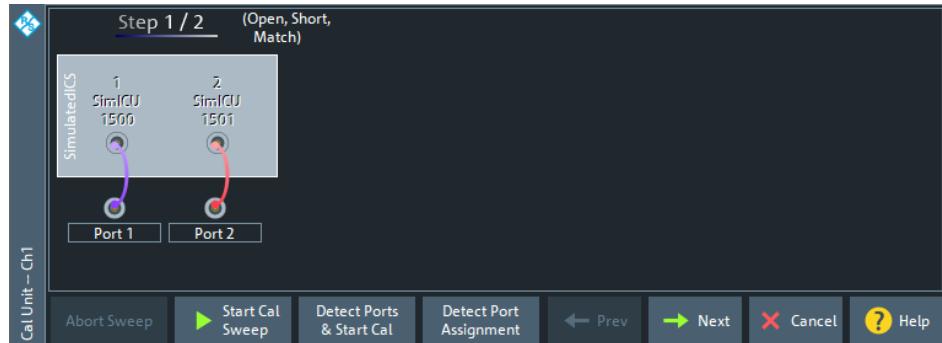 Step 1 / 2
(Open, Short,
Match)
SimulatedICS
1
SimICU
1500
2
SimICU
1501
Port 1
Port 2
Cal Unit – Ch1
Abort Sweep
Start Cal
Sweep
Detect Ports
& Start Cal
Detect Port
Assignment
Prev
Next
Cancel
? Help